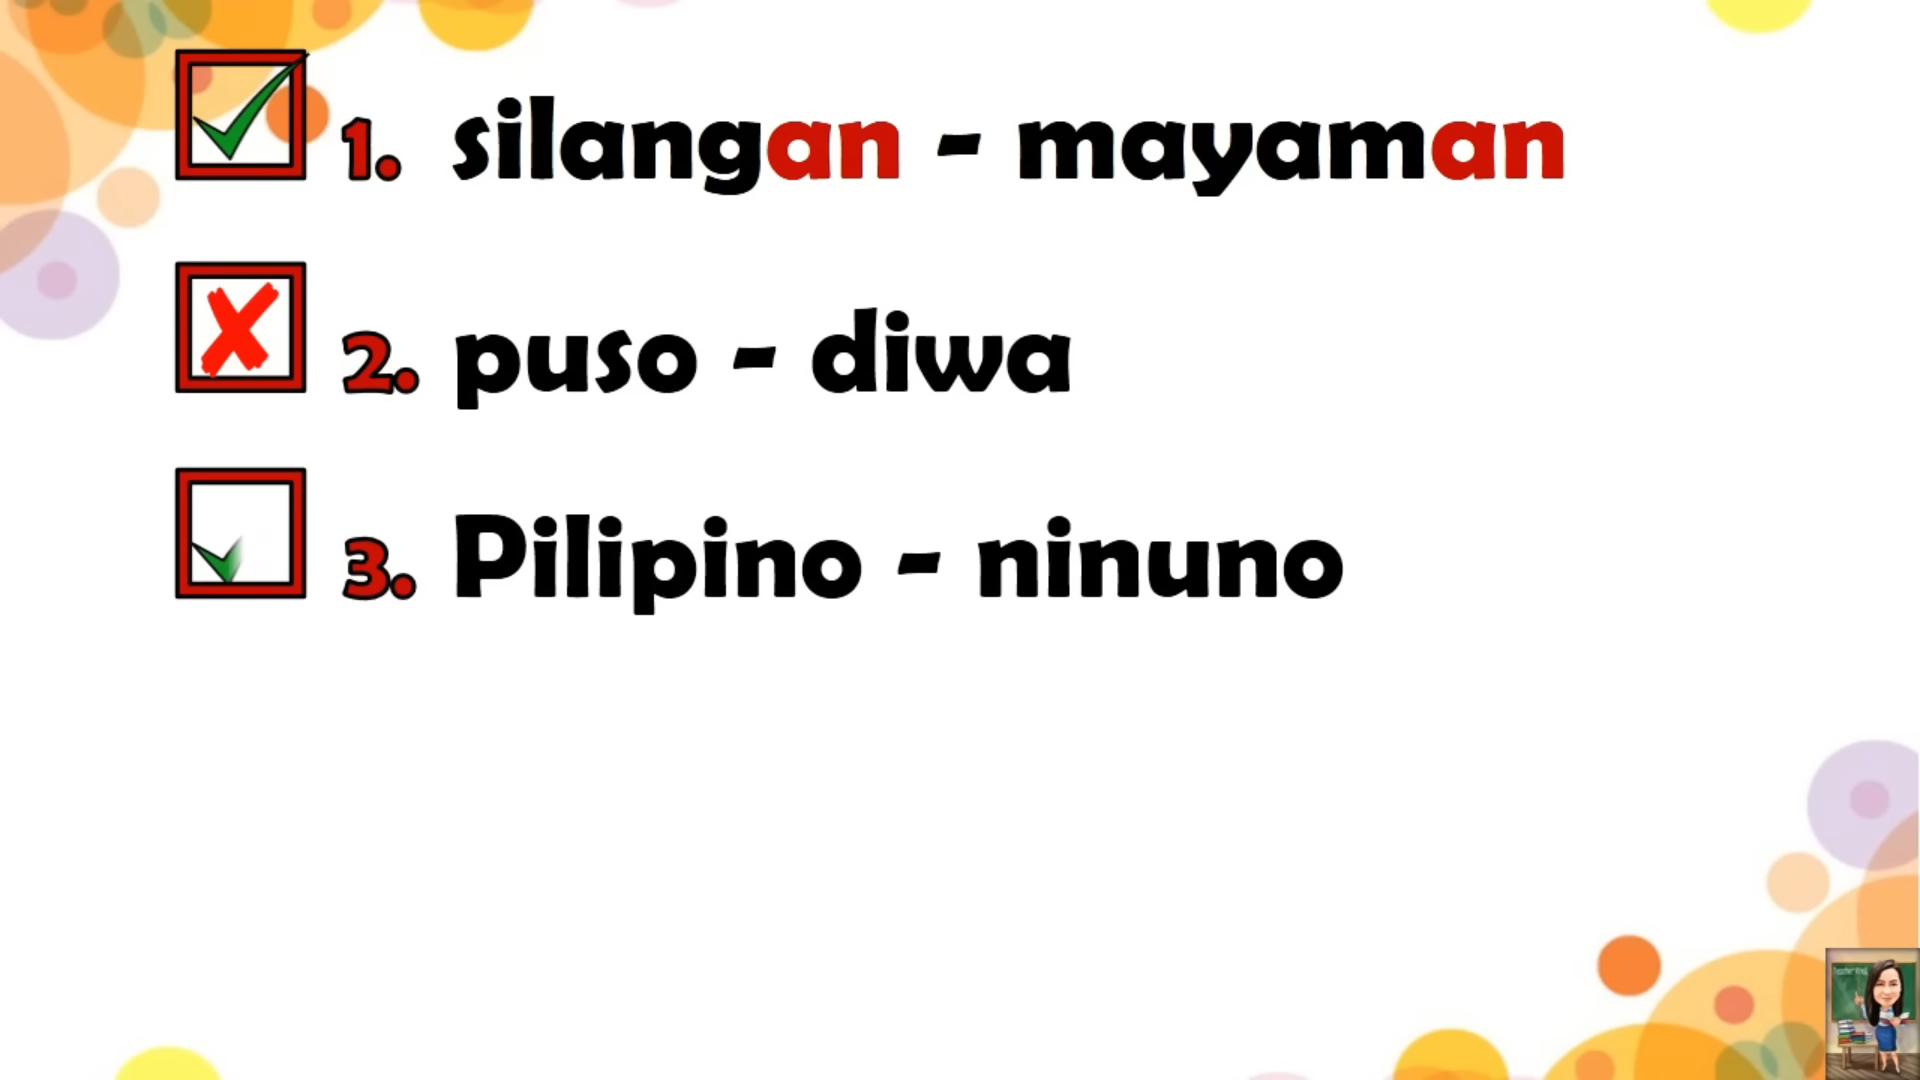 1. silangan - mayaman
2. puso - diwa
3. Pilipino - ninuno